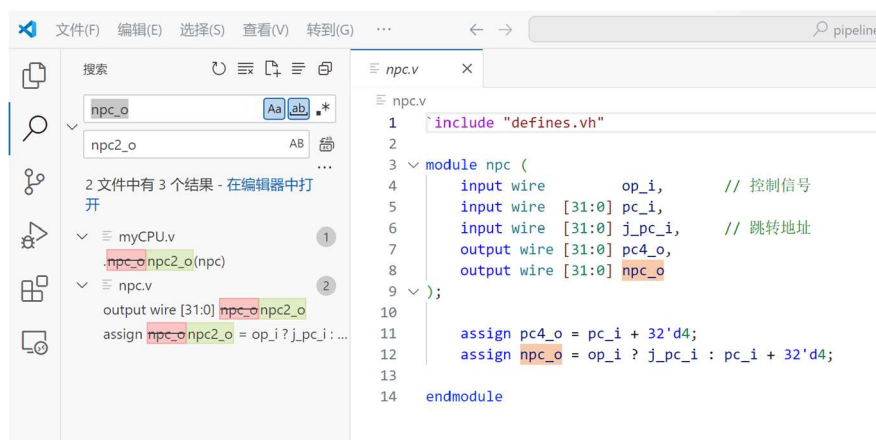 文件(F) 编辑(E) 选择(S) 查看(V) 转到(G) ··· pipeline
搜索
npc_o Aa ab .*
npc2_o AB
···
2 文件中有 3 个结果 - 在编辑器中打
开
myCPU.v 1
.npc_onpc2_o(npc)
npc.v 2
output wire [31:0] npc_onpc2_o
assign npc_onpc2_o = op_i ? j_pc_i : ...
npc.v
npc.v
1 `include "defines.vh"
2
3 module npc (
4 input wire op_i, // 控制信号
5 input wire [31:0] pc_i,
6 input wire [31:0] j_pc_i, // 跳转地址
7 output wire [31:0] pc4_o,
8 output wire [31:0] npc_o
9 );
10
11 assign pc4_o = pc_i + 32'd4;
12 assign npc_o = op_i ? j_pc_i : pc_i + 32'd4;
13
14 endmodule